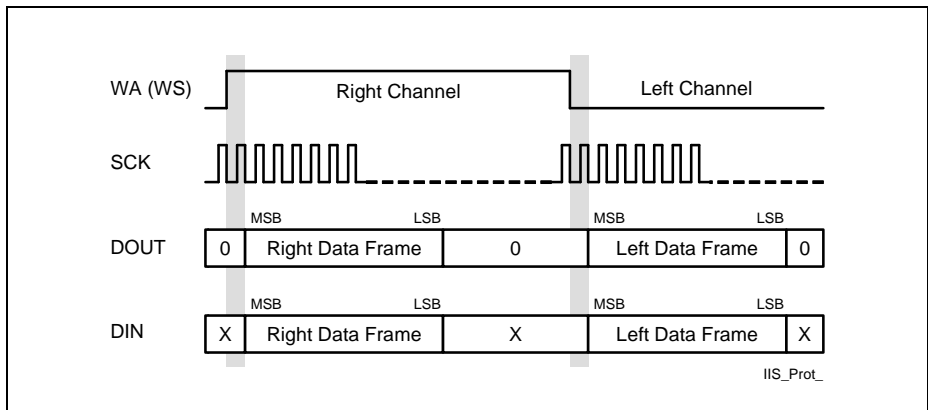 WA (WS) Right Channel Left Channel
SCK
MSB LSB MSB LSB
DOUT 0 Right Data Frame 0 Left Data Frame 0
MSB LSB MSB LSB
DIN X Right Data Frame X Left Data Frame X
IIS_Prot_